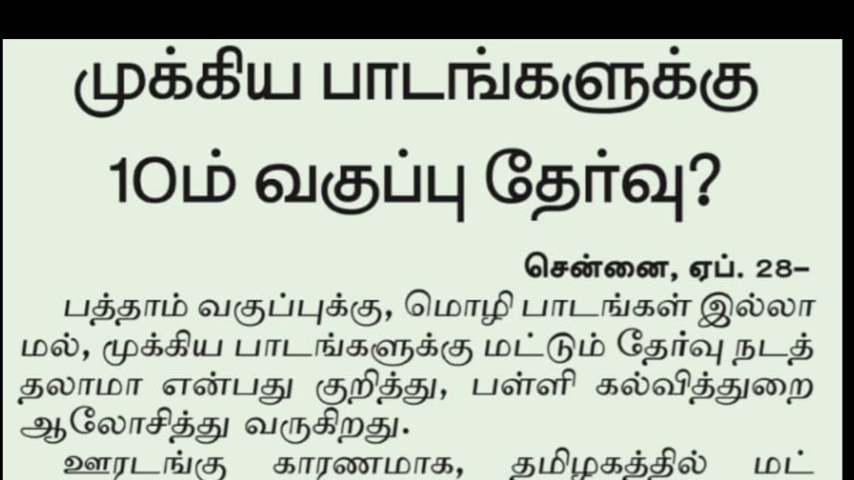 முக்கிய பாடங்களுக்கு
10ம் வகுப்பு தேர்வு?
சென்னை, ஏப். 28–
பத்தாம் வகுப்புக்கு, மொழி பாடங்கள் இல்லா
மல், முக்கிய பாடங்களுக்கு மட்டும் தேர்வு நடத்
தலாமா என்பது குறித்து, பள்ளி கல்வித்துறை
ஆலோசித்து வருகிறது.
ஊரடங்கு காரணமாக, தமிழகத்தில் மட்